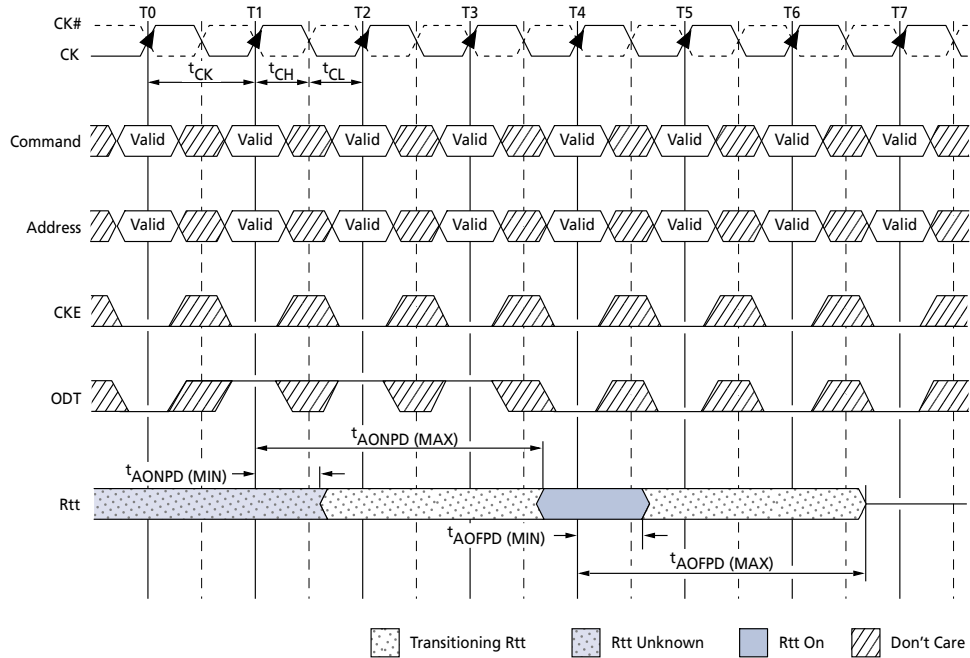 T0 T1 T2 T3 T4 T5 T6 T7
CK#
CK
tCK tCH tCL
Command Valid Valid Valid Valid Valid Valid Valid Valid
Address Valid Valid Valid Valid Valid Valid Valid Valid
CKE
ODT
tAONPD (MAX)
tAONPD (MIN)
Rtt
tAOFPD (MIN)
tAOFPD (MAX)
Transitioning Rtt Rtt Unknown Rtt On Don't Care